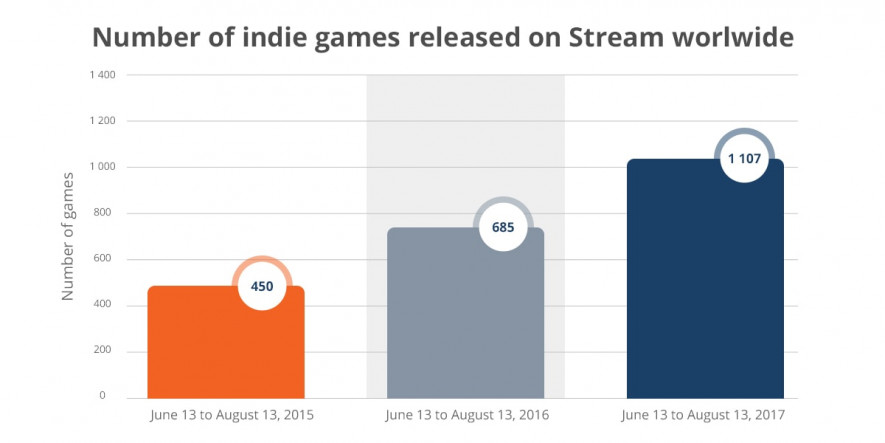 Number of indie games released on Stream worlwide
Number of games
1 400
1 200
1 000
800
600
400
200
0
450
685
1 107
June 13 to August 13, 2015
June 13 to August 13, 2016
June 13 to August 13, 2017